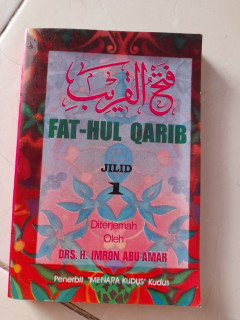 فتح القريب
FAT-HUL QARIB
JILID
1
Diterjemah
Oleh
DRS. H. IMRON ABU AMAR
Penerbit "MENARA KUDUS" Kudus